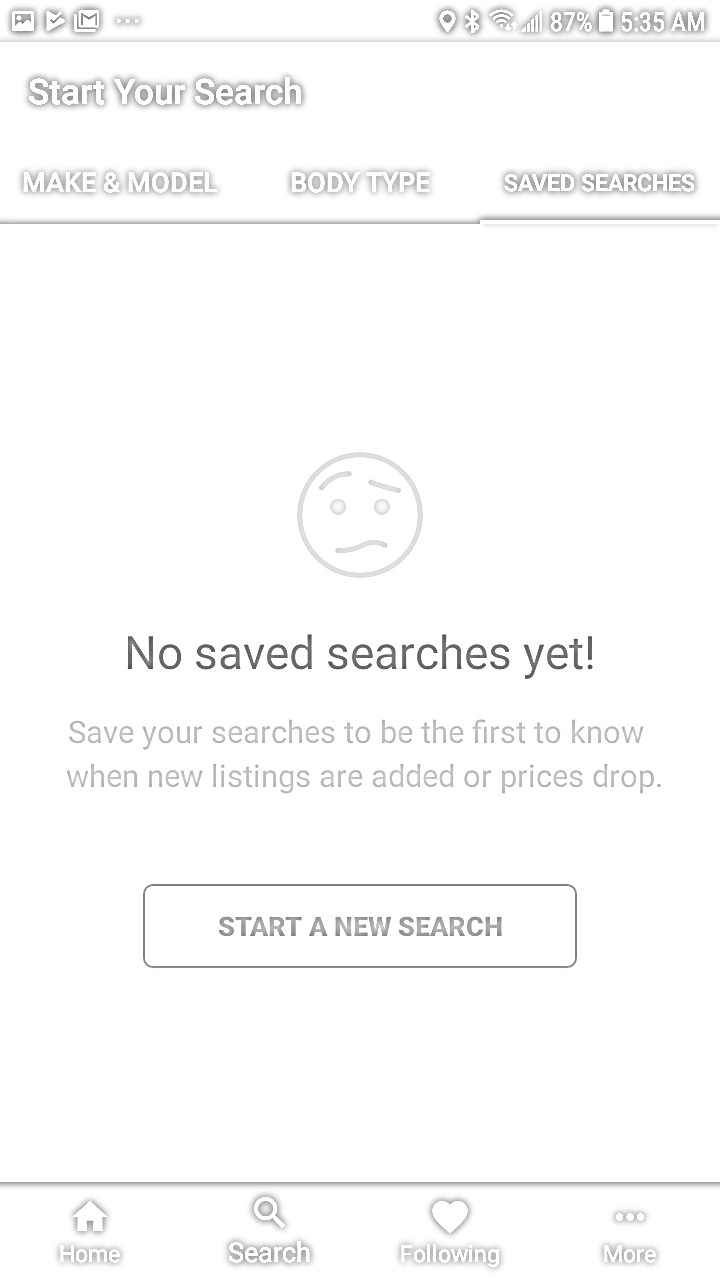 87% 5:35 AM
Start Your Search
MAKE & MODEL BODY TYPE SAVED SEARCHES
No saved searches yet!
Save your searches to be the first to know
when new listings are added or prices drop.
START A NEW SEARCH
Home Search Following More